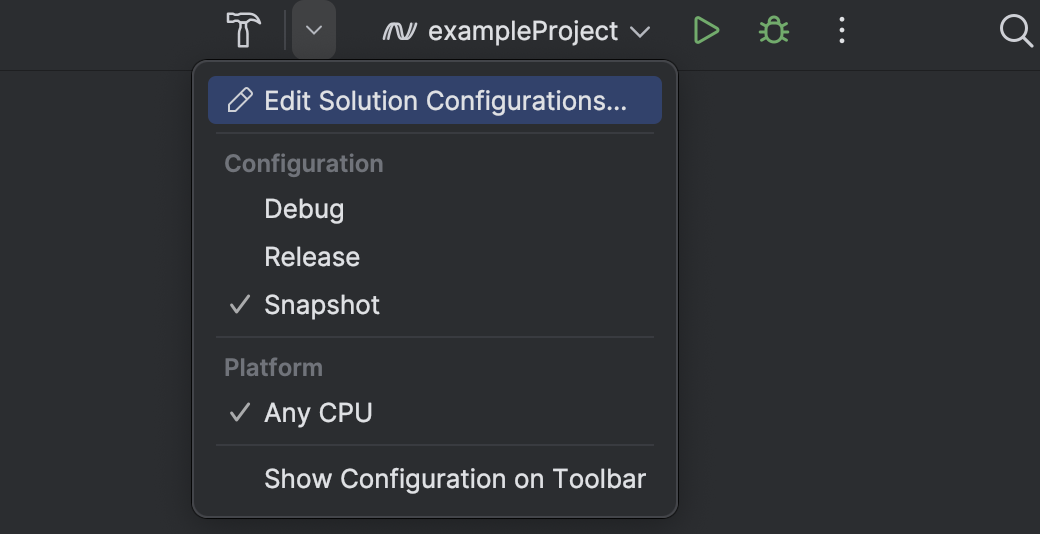 exampleProject
Edit Solution Configurations...
Configuration
Debug
Release
Snapshot
Platform
Any CPU
Show Configuration on Toolbar